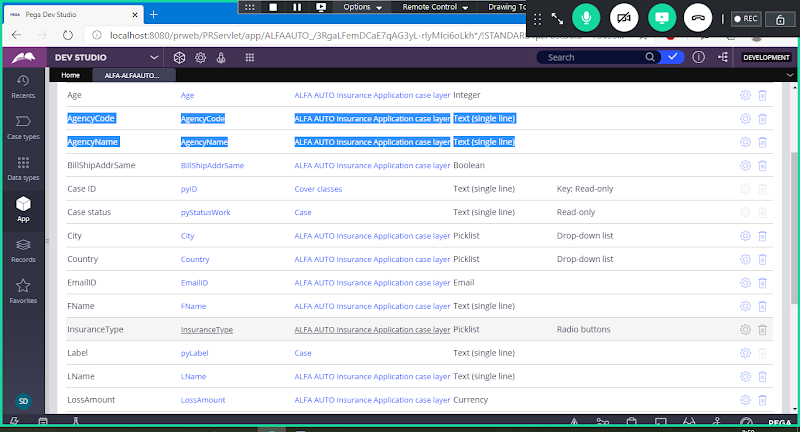 Options Remote Control Drawing To
REC
PEGA Pega Dev Studio
localhost:8080/prweb/PRServlet/app/ALFAAUTO_/3RgaLFemDCaE7qAG3yL-rlyMIci6oLkh*/!STANDARD
DEV STUDIO
Search
DEVELOPMENT
Home
ALFA-ALFAAUTO...
Recents
Case types
Data types
App
Records
Favorites
SD
Age Age ALFA AUTO Insurance Application case layer Integer
AgencyCode AgencyCode ALFA AUTO Insurance Application case layer Text (single line)
AgencyName AgencyName ALFA AUTO Insurance Application case layer Text (single line)
BillShipAddrSame BillShipAddrSame ALFA AUTO Insurance Application case layer Boolean
Case ID pyID Cover classes Text (single line) Key; Read-only
Case status pyStatusWork Case Text (single line) Read-only
City City ALFA AUTO Insurance Application case layer Picklist Drop-down list
Country Country ALFA AUTO Insurance Application case layer Picklist Drop-down list
EmailID EmailID ALFA AUTO Insurance Application case layer Email
FName FName ALFA AUTO Insurance Application case layer Text (single line)
InsuranceType InsuranceType ALFA AUTO Insurance Application case layer Picklist Radio buttons
Label pyLabel Case Text (single line)
LName LName ALFA AUTO Insurance Application case layer Text (single line)
LossAmount LossAmount ALFA AUTO Insurance Application case layer Currency
PEGA